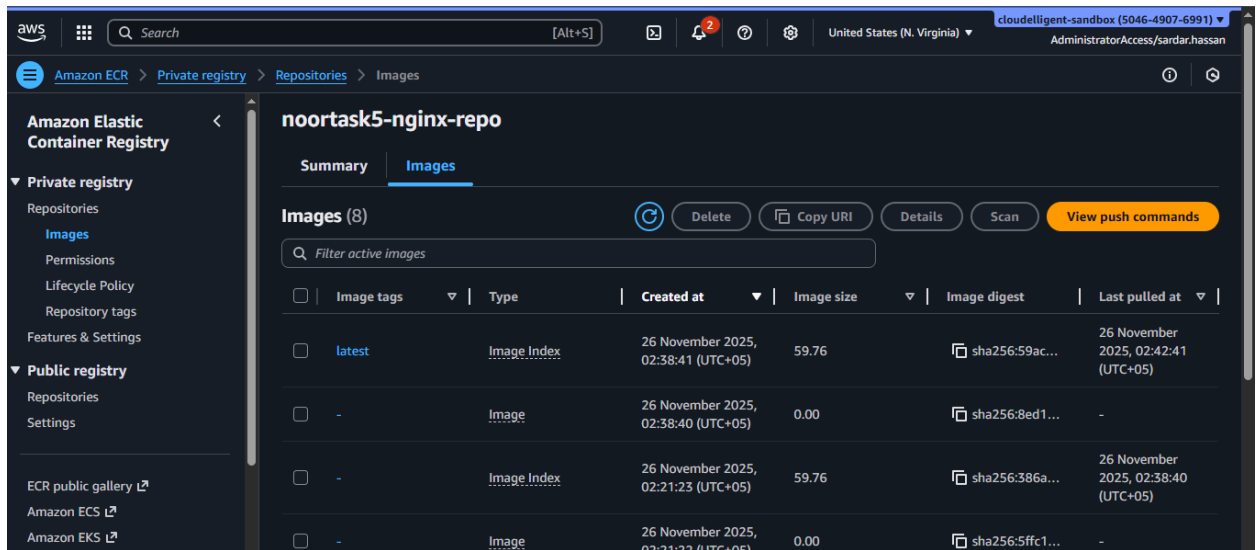 aws
Search [Alt+S]
2
United States (N. Virginia) ▼
cloudelligent-sandbox (5046-4907-6991) ▼
AdministratorAccess/sardar.hassan
Amazon ECR > Private registry > Repositories > Images
Amazon Elastic
Container Registry
Private registry
Repositories
Images
Permissions
Lifecycle Policy
Repository tags
Features & Settings
Public registry
Repositories
Settings
ECR public gallery
Amazon ECS
Amazon EKS
noortask5-nginx-repo
Summary Images
Images (8)
Delete Copy URI Details Scan View push commands
Filter active images
Image tags Type Created at Image size Image digest Last pulled at
latest Image Index 26 November 2025, 02:38:41 (UTC+05) 59.76 sha256:59ac... 26 November 2025, 02:42:41 (UTC+05)
- Image 26 November 2025, 02:38:40 (UTC+05) 0.00 sha256:8ed1... -
- Image Index 26 November 2025, 02:21:23 (UTC+05) 59.76 sha256:386a... 26 November 2025, 02:38:40 (UTC+05)
- Image 26 November 2025, 02:21:22 (UTC+05) 0.00 sha256:5ffc1... -